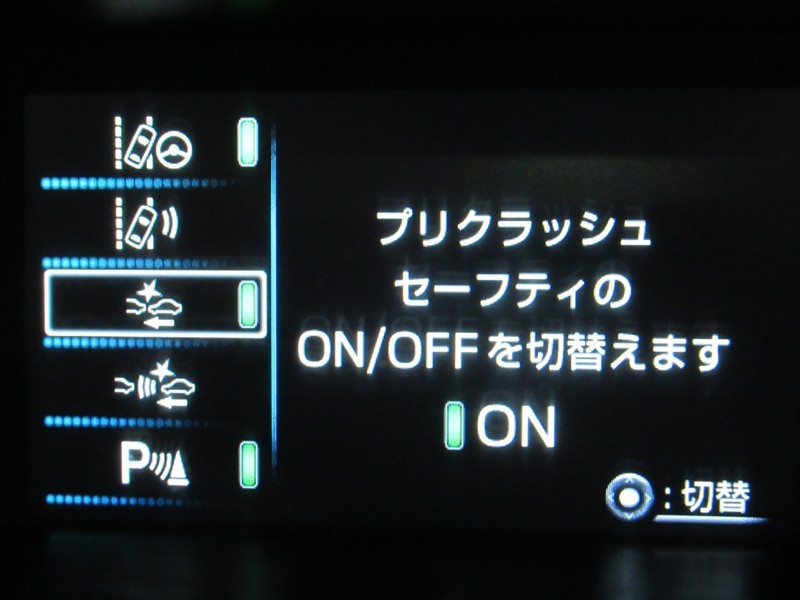 プリクラッシュ
セーフティの
ON/OFFを切替えます
ON
P
:切替